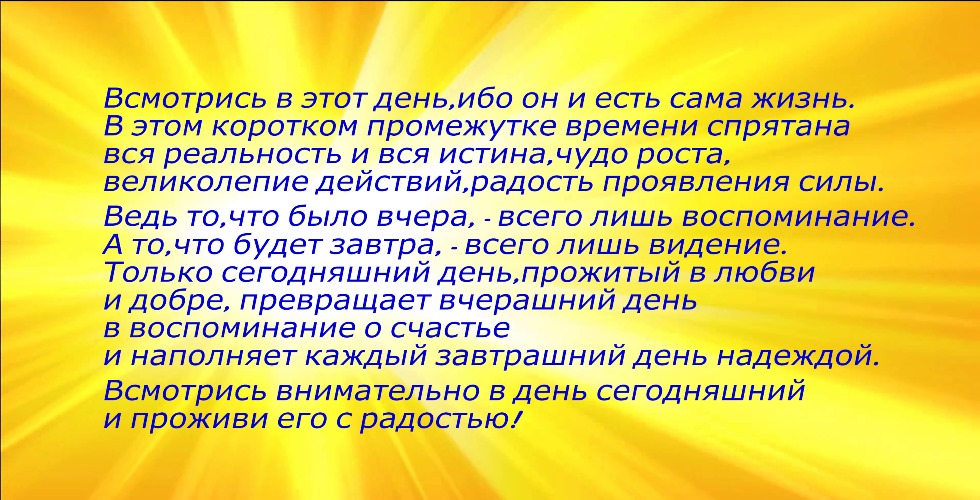 Всмотрись в этот день,ибо он и есть сама жизнь.
В этом коротком промежутке времени спрятана
вся реальность и вся истина,чудо роста,
великолепие действий,радость проявления силы.
Ведь то,что было вчера, - всего лишь воспоминание.
А то,что будет завтра, - всего лишь видение.
Только сегодняшний день,прожитый в любви
и добре, превращает вчерашний день
в воспоминание о счастье
и наполняет каждый завтрашний день надеждой.
Всмотрись внимательно в день сегодняшний
и проживи его с радостью!